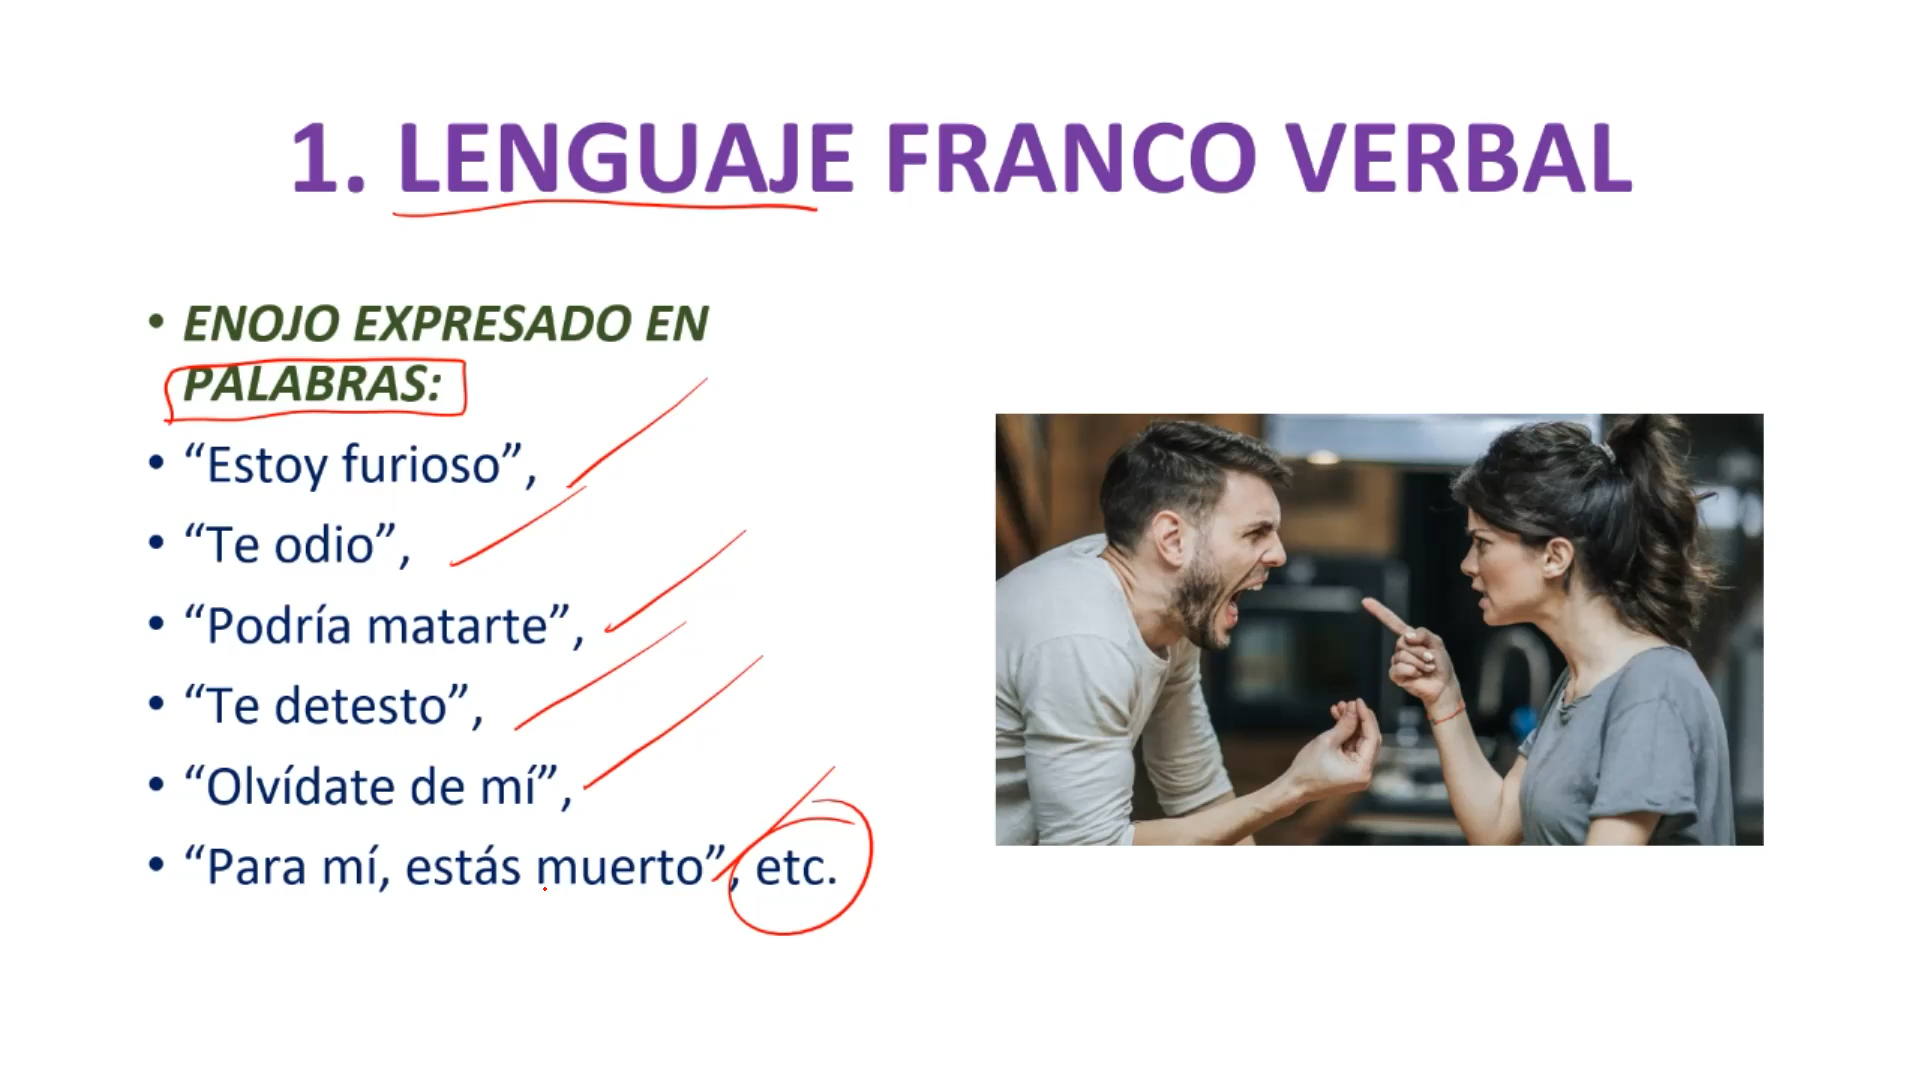 1. LENGUAJE FRANCO VERBAL
• ENOJO EXPRESADO EN
PALABRAS:
• “Estoy furioso”,
• “Te odio”,
• “Podría matarte”,
• “Te detesto”,
• “Olvídate de mí”,
• “Para mí, estás muerto”, etc.